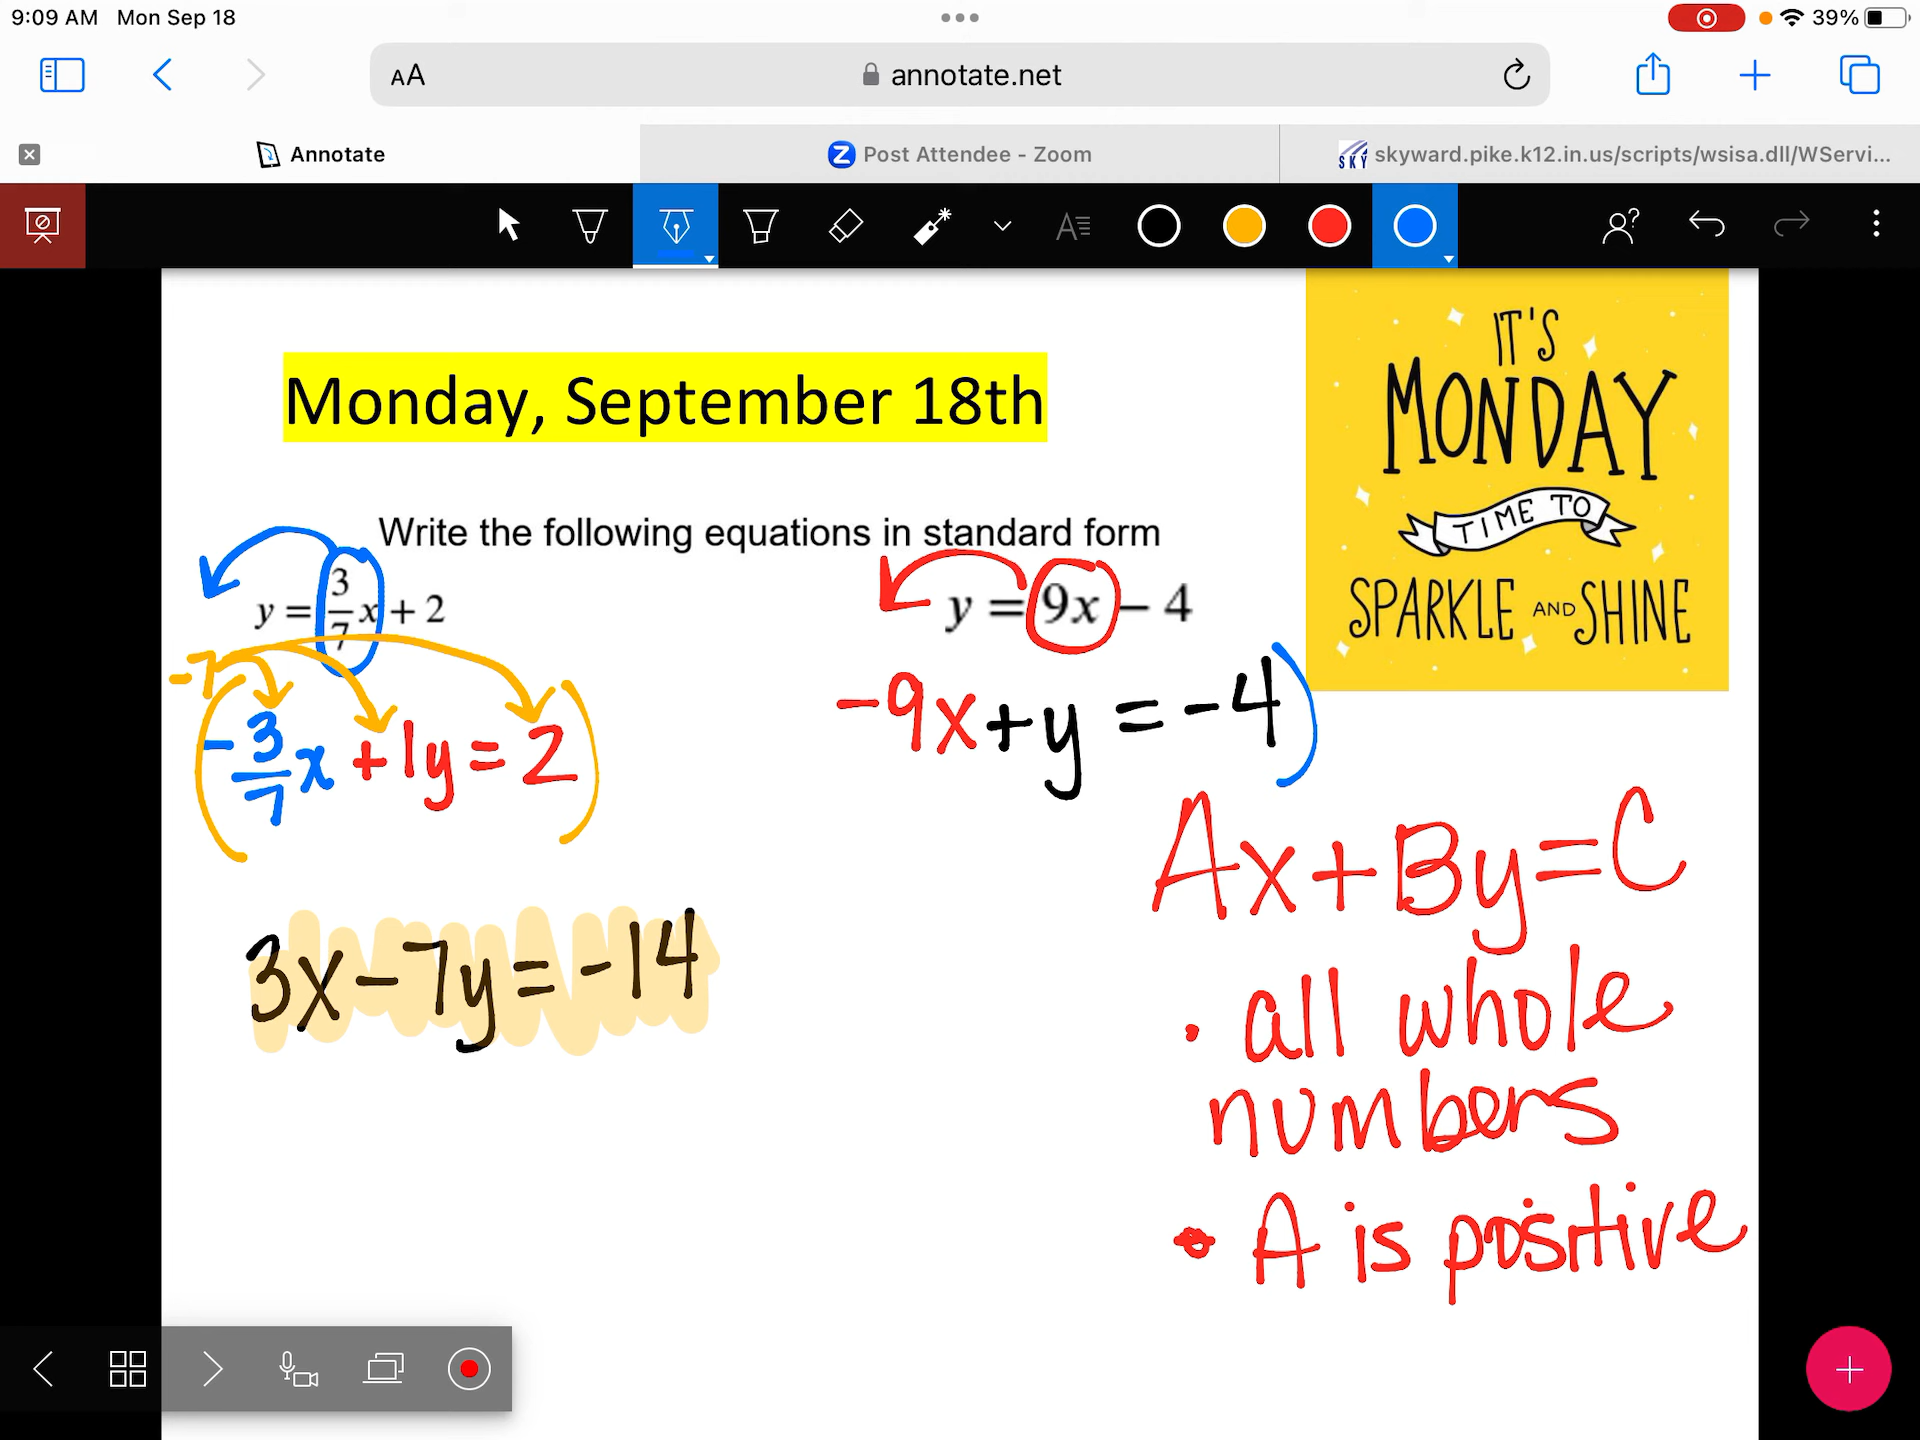 9:09 AM Mon Sep 18
39%
AA
annotate.net
Annotate
Post Attendee - Zoom
SKY
skyward.pike.k12.in.us/scripts/wsisa.dll/WServi...
IT'S
MONDAY
TIME TO
SPARKLE AND SHINE
Monday, September 18th
Write the following equations in standard form
y = 3/7 x + 2
y = 9x – 4
-7
(-3/7 x + 1y = 2)
-9x + y = -4)
Ax + By = C
3x - 7y = -14
• all whole
numbers
• A is positive